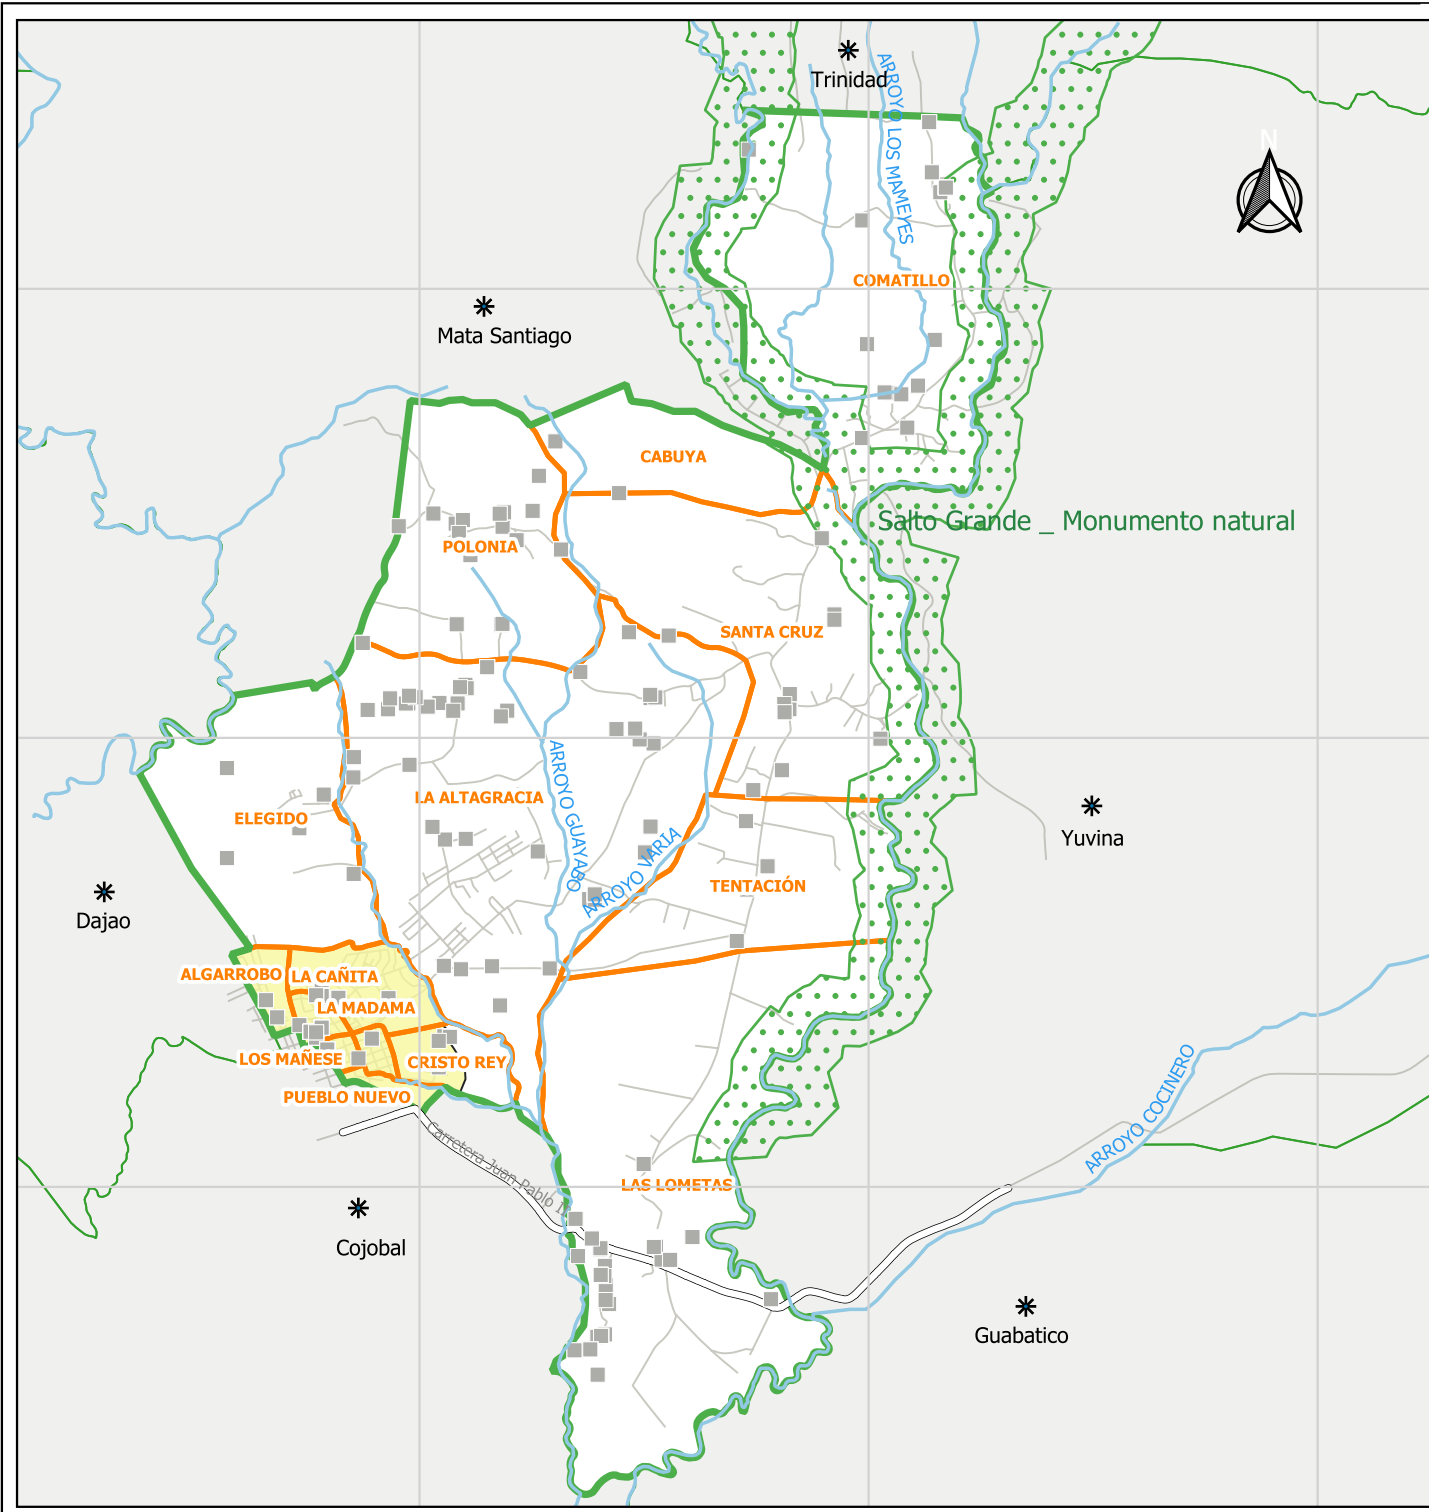 Trinidad
ARROYO LOS MAMEYES
N
COMATILLO
Mata Santiago
CABUYA
Salto Grande _ Monumento natural
POLONIA
SANTA CRUZ
ARROYO GUAYABO
LA ALTAGRACIA
ELEGIDO
ARROYO VARIA
Yuvina
TENTACIÓN
Dajao
ALGARROBO
LA CAÑITA
LA MADAMA
LOS MAÑESE
CRISTO REY
PUEBLO NUEVO
Carretera Juan Pablo II
ARROYO COCINERO
LAS LOMETAS
Cojobal
Guabatico